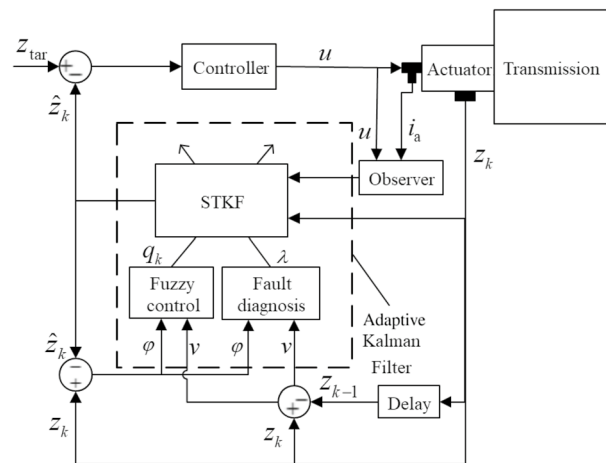 z_tar
Controller
u
Actuator
Transmission
ẑ_k
u
i_a
z_k
Observer
STKF
q_k
λ
Fuzzy
control
Fault
diagnosis
Adaptive
Kalman
Filter
φ
v
φ
v
ẑ_k
z_{k−1}
Delay
z_k
z_k